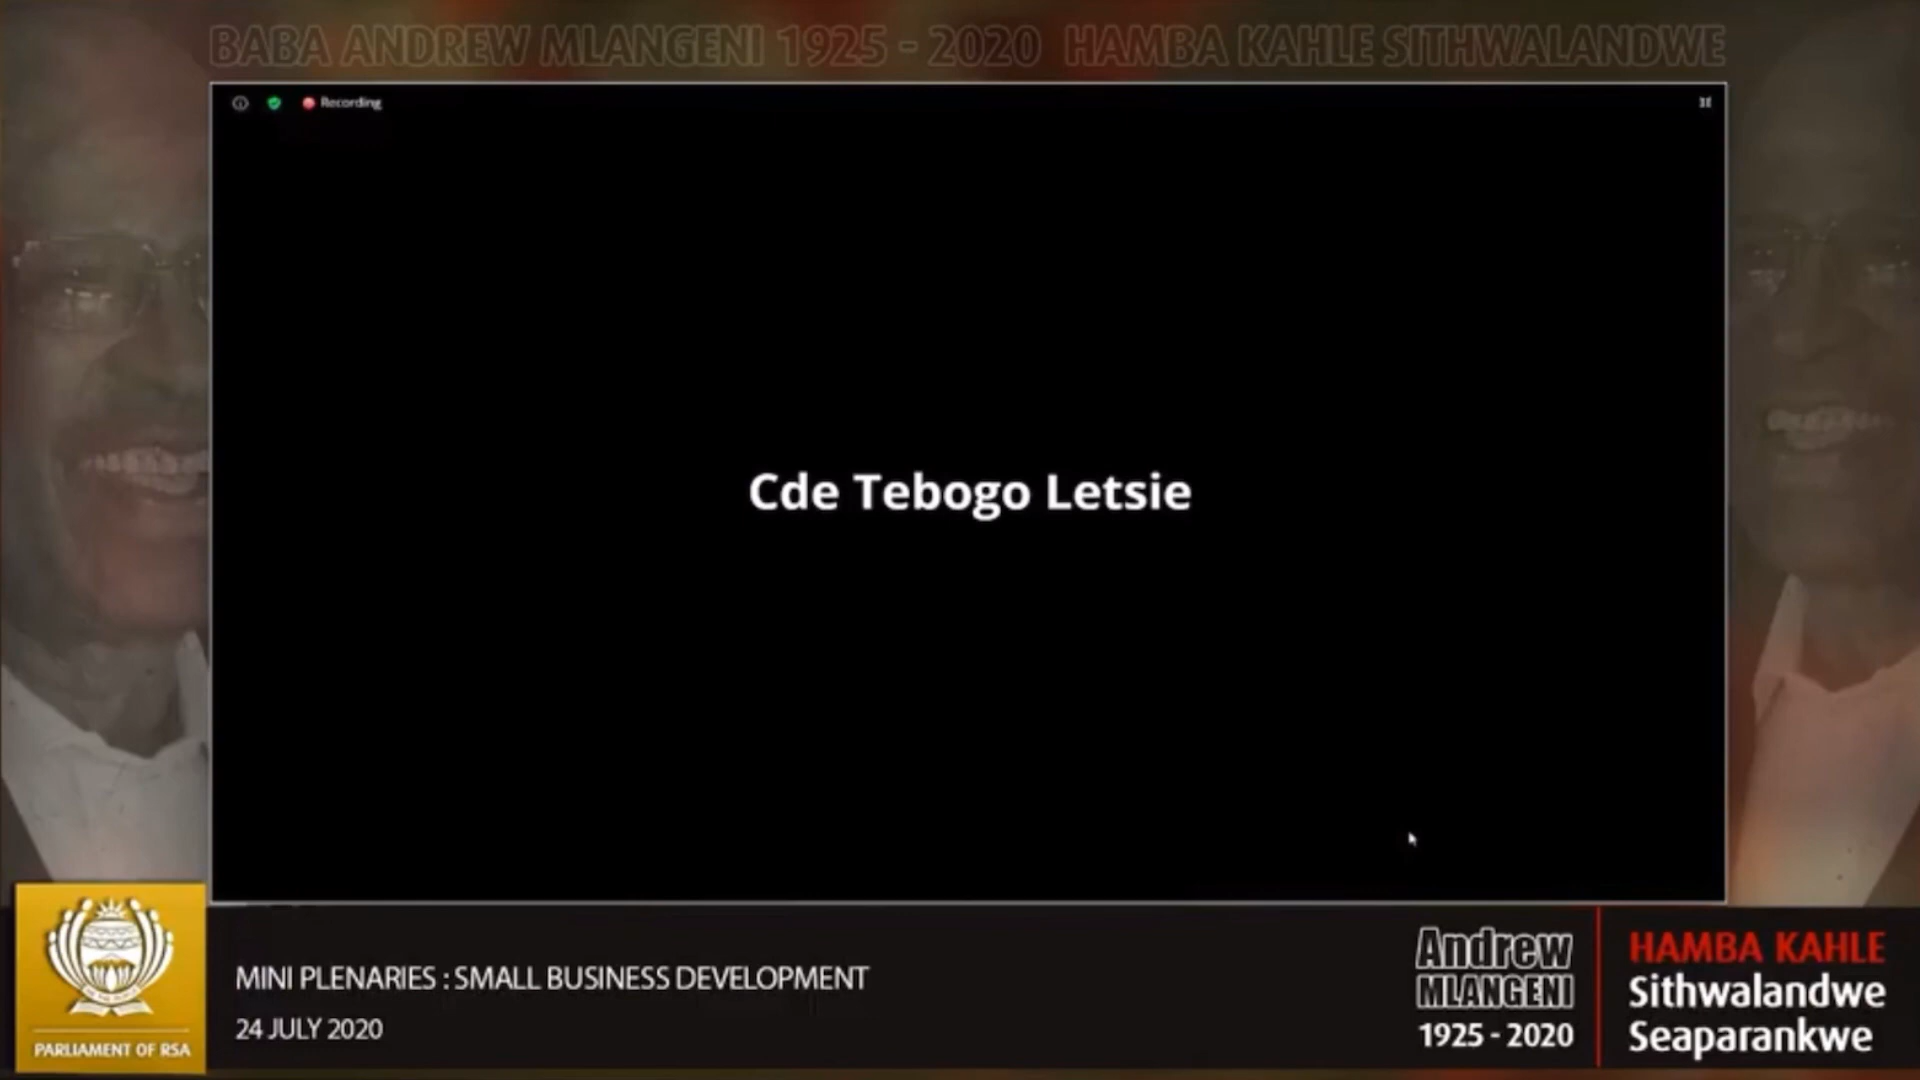 BABA ANDREW MLANGENI 1925 - 2020 HAMBA KAHLE SITHWALANDWE
Recording
Cde Tebogo Letsie
MINI PLENARIES : SMALL BUSINESS DEVELOPMENT
24 JULY 2020
PARLIAMENT OF RSA
Andrew
MLANGENI
1925 - 2020
HAMBA KAHLE
Sithwalandwe
Seaparankwe